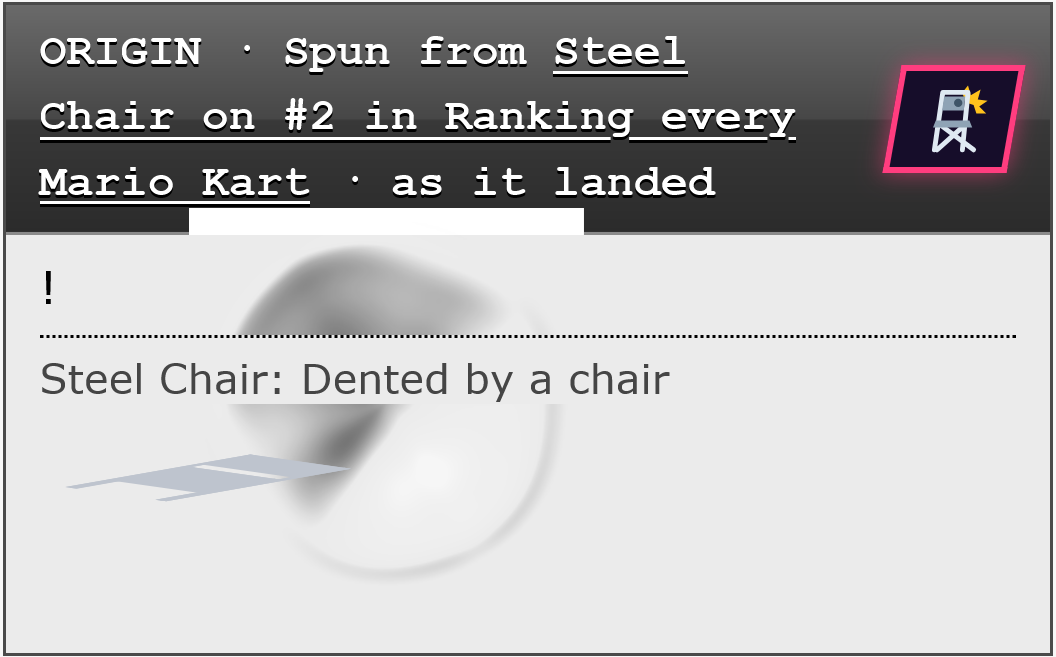 ORIGIN · Spun from Steel
Chair on #2 in Ranking every
Mario Kart · as it landed
!
Steel Chair: Dented by a chair